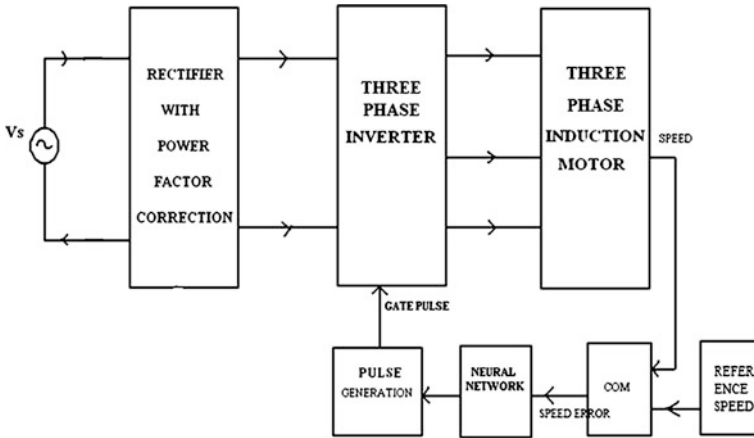 Vs
RECTIFIER
WITH
POWER
FACTOR
CORRECTION
THREE
PHASE
INVERTER
THREE
PHASE
INDUCTION
MOTOR
SPEED
GATE PULSE
PULSE
GENERATION
NEURAL
NETWORK
SPEED ERROR
COM
REFER
ENCE
SPEED